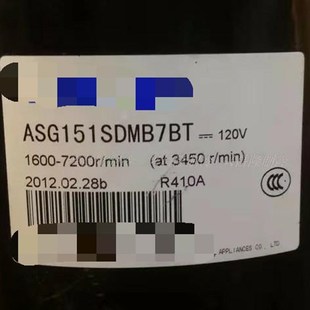 ASG151SDMB7BT ⎓ 120V
1600-7200r/min (at 3450 r/min)
2012.02.28b R410A
APPLIANCES CO., LTD